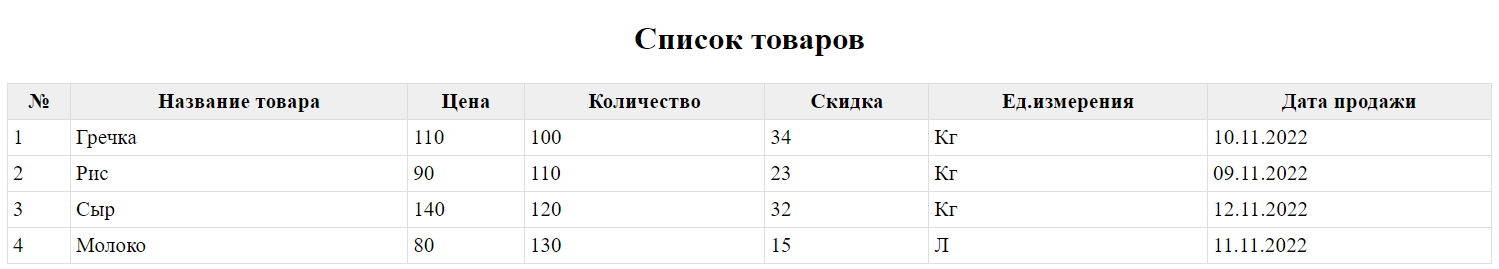 Список товаров
№ Название товара Цена Количество Скидка Ед.измерения Дата продажи
1 Гречка 110 100 34 Кг 10.11.2022
2 Рис 90 110 23 Кг 09.11.2022
3 Сыр 140 120 32 Кг 12.11.2022
4 Молоко 80 130 15 Л 11.11.2022